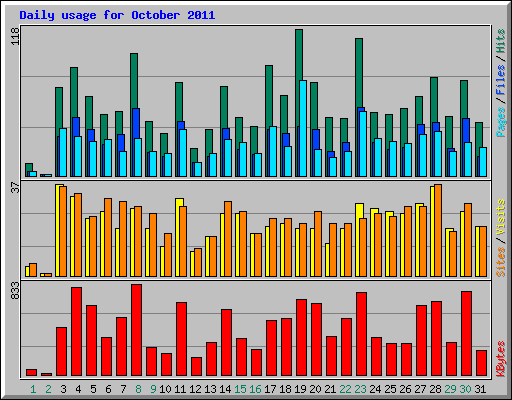 Daily usage for October 2011
118
Pages / Files / Hits
37
Sites / Visits
833
KBytes
1 2 3 4 5 6 7 8 9 10 11 12 13 14 15 16 17 18 19 20 21 22 23 24 25 26 27 28 29 30 31